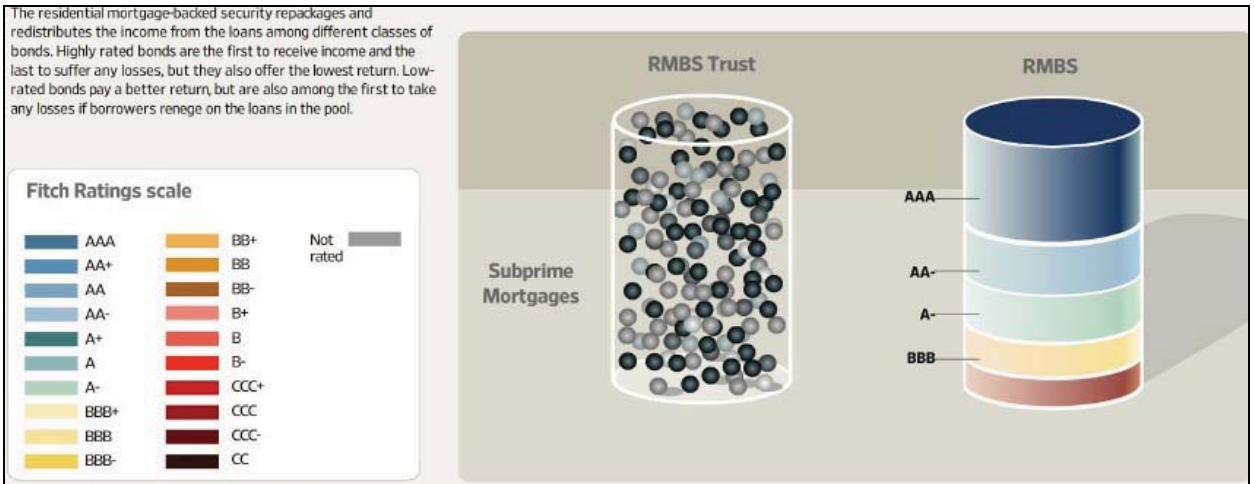 The residential mortgage-backed security repackages and
redistributes the income from the loans among different classes of
bonds. Highly rated bonds are the first to receive income and the
last to suffer any losses, but they also offer the lowest return. Low-
rated bonds pay a better return, but are also among the first to take
any losses if borrowers renege on the loans in the pool.
Fitch Ratings scale
AAA
AA+
AA
AA-
A+
A
A-
BBB+
BBB
BBB-
BB+
BB
BB-
B+
B
B-
CCC+
CCC
CCC-
CC
Not
rated
RMBS Trust
Subprime
Mortgages
RMBS
AAA
AA-
A-
BBB